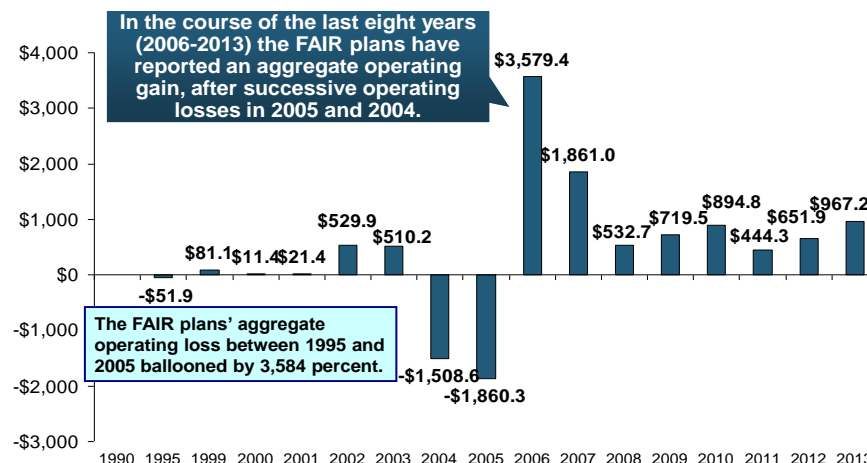 In the course of the last eight years
(2006-2013) the FAIR plans have
reported an aggregate operating
gain, after successive operating
losses in 2005 and 2004.
$4,000
$3,000
$2,000
$1,000
$0
-$1,000
-$2,000
-$3,000
-$51.9
$81.1
$11.4
$21.4
$529.9
$510.2
-$1,508.6
-$1,860.3
$3,579.4
$1,861.0
$532.7
$719.5
$894.8
$444.3
$651.9
$967.2
The FAIR plans’ aggregate
operating loss between 1995 and
2005 ballooned by 3,584 percent.
1990 1995 1999 2000 2001 2002 2003 2004 2005 2006 2007 2008 2009 2010 2011 2012 2013